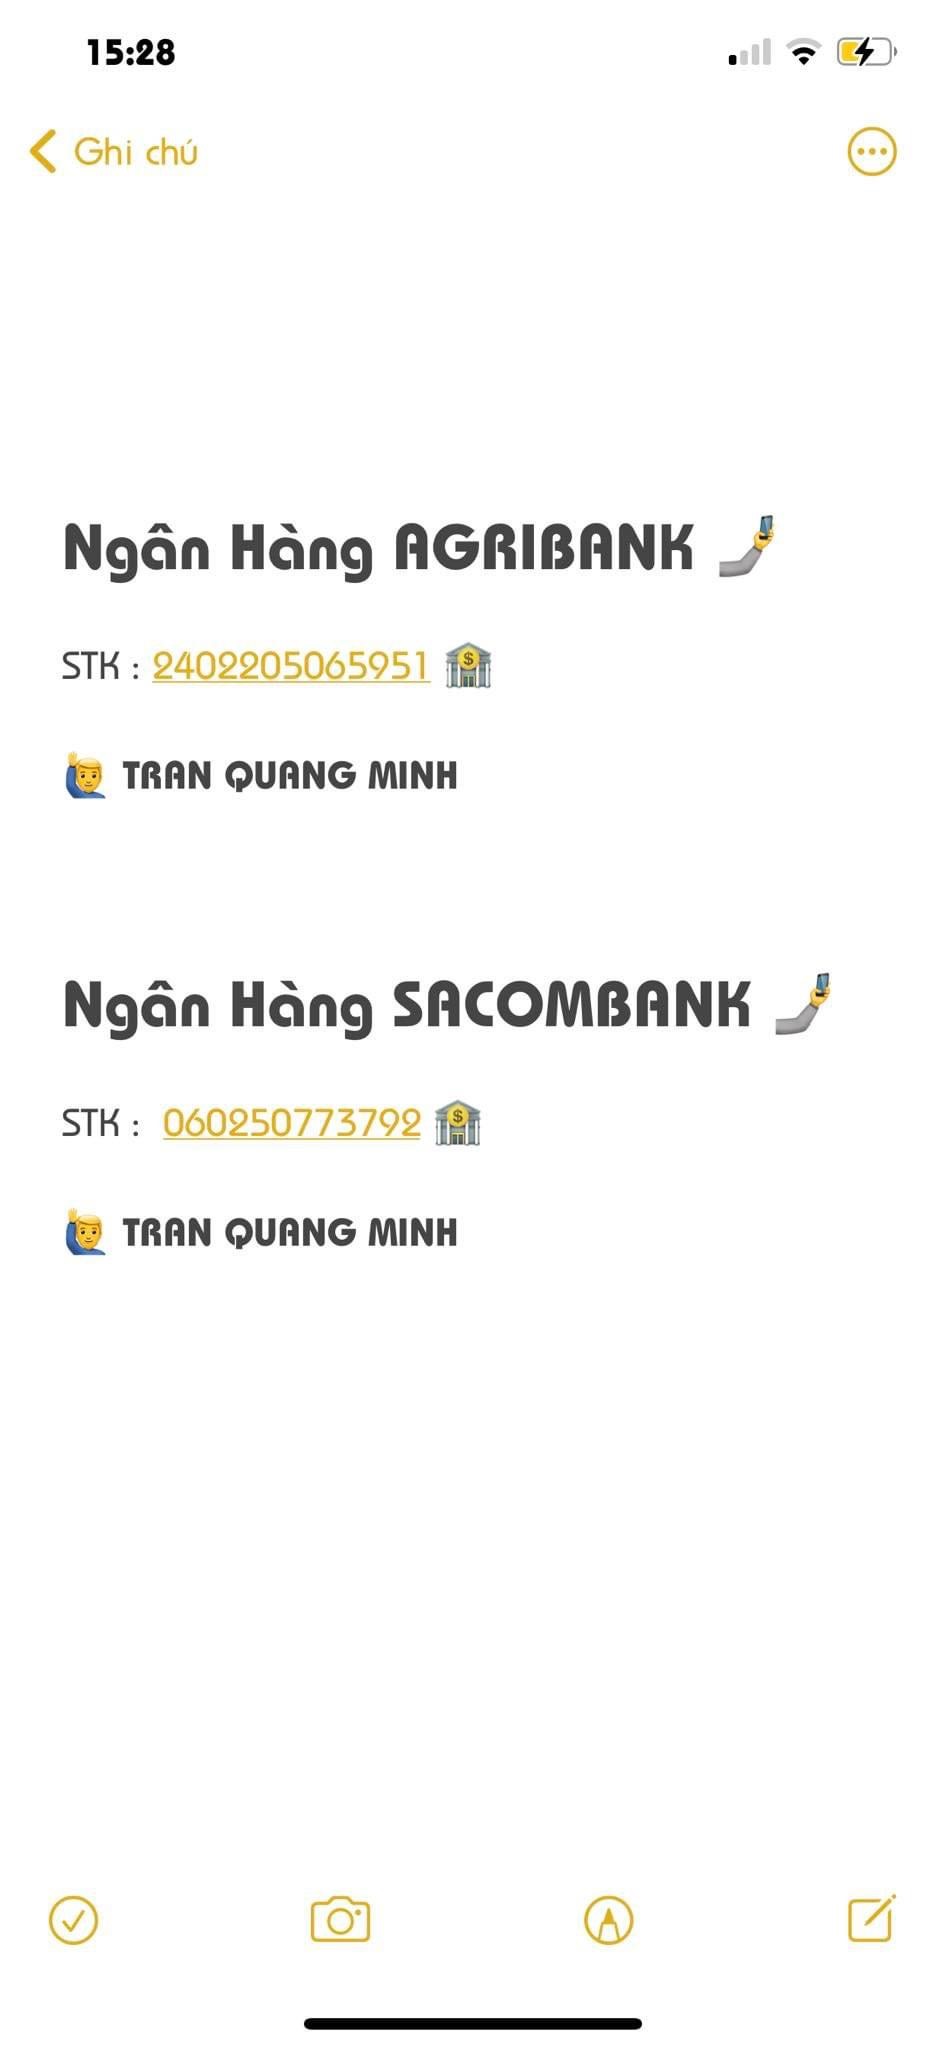 15:28
Ghi chú
Ngân Hàng AGRIBANK
STK : 2402205065951
TRAN QUANG MINH
Ngân Hàng SACOMBANK
STK : 060250773792
TRAN QUANG MINH